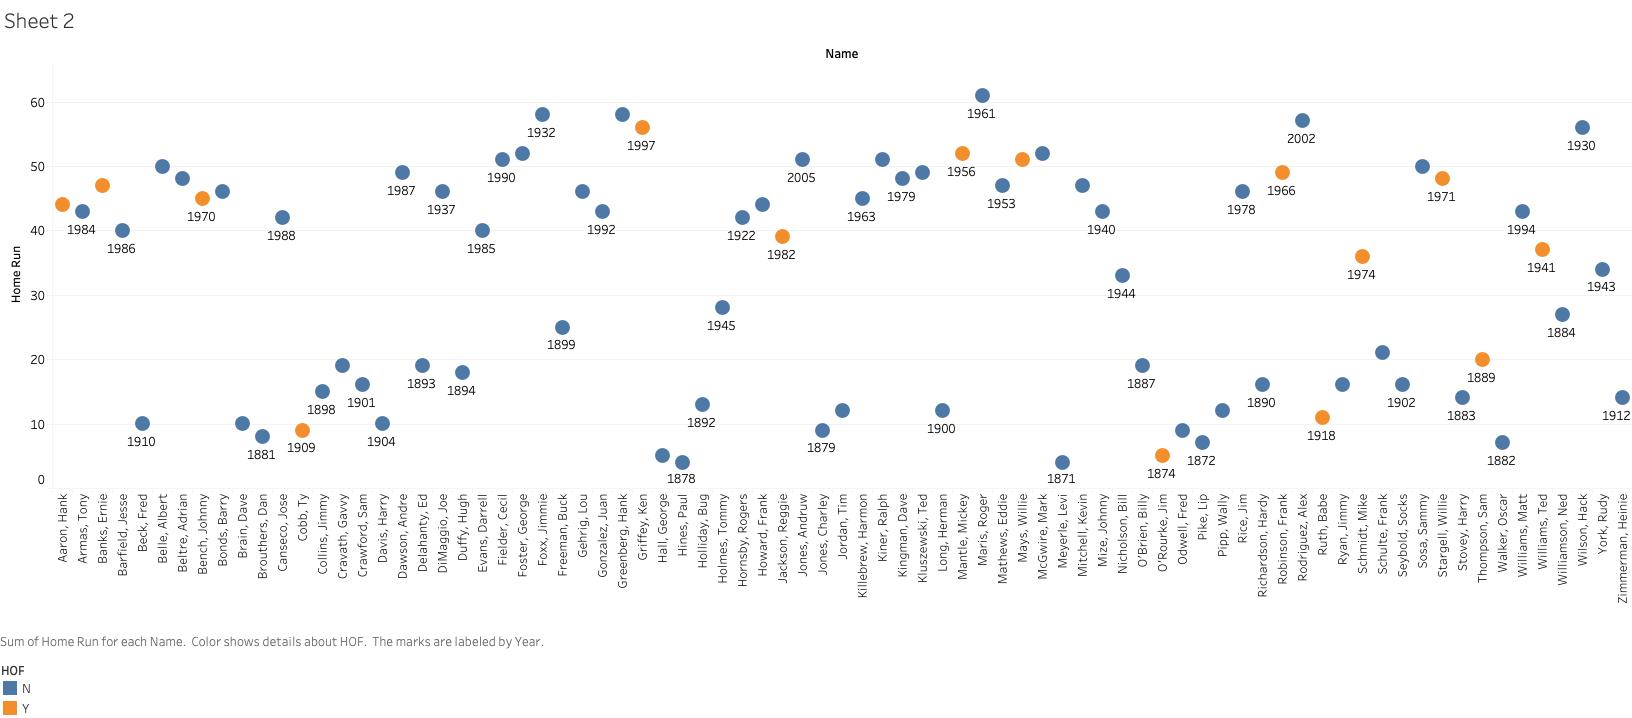 Sheet 2
Name
Home Run
60
50
40
30
20
10
0
1961
1932
2002
1997
1930
1990
1956
2005
1987
1979
1966
1971
1937
1963
1953
1978
1970
1984
1988
1992
1922
1940
1994
1986
1985
1982
1941
1974
1943
1944
1945
1884
1899
1893
1887
1889
1894
1901
1890
1902
1898
1892
1883
1912
1900
1918
1910
1904
1909
1879
1881
1872
1882
1874
1878
1871
Aaron, Hank
Armas, Tony
Banks, Ernie
Barfield, Jesse
Beck, Fred
Belle, Albert
Beltre, Adrian
Bench, Johnny
Bonds, Barry
Brain, Dave
Brouthers, Dan
Canseco, Jose
Cobb, Ty
Collins, Jimmy
Cravath, Gavvy
Crawford, Sam
Davis, Harry
Dawson, Andre
Delahanty, Ed
DiMaggio, Joe
Duffy, Hugh
Evans, Darrell
Fielder, Cecil
Foster, George
Foxx, Jimmie
Freeman, Buck
Gehrig, Lou
Gonzalez, Juan
Greenberg, Hank
Griffey, Ken
Hall, George
Hines, Paul
Holliday, Bug
Holmes, Tommy
Hornsby, Rogers
Howard, Frank
Jackson, Reggie
Jones, Andruw
Jones, Charley
Jordan, Tim
Killebrew, Harmon
Kiner, Ralph
Kingman, Dave
Kluszewski, Ted
Long, Herman
Mantle, Mickey
Maris, Roger
Mathews, Eddie
Mays, Willie
McGwire, Mark
Meyerle, Levi
Mitchell, Kevin
Mize, Johnny
Nicholson, Bill
O'Brien, Billy
O'Rourke, Jim
Odwell, Fred
Pike, Lip
Pipp, Wally
Rice, Jim
Richardson, Hardy
Robinson, Frank
Rodriguez, Alex
Ruth, Babe
Ryan, Jimmy
Schmidt, Mike
Schulte, Frank
Seybold, Socks
Sosa, Sammy
Stargell, Willie
Stovey, Harry
Thompson, Sam
Walker, Oscar
Williams, Matt
Williams, Ted
Williamson, Ned
Wilson, Hack
York, Rudy
Zimmerman, Heinie
Sum of Home Run for each Name.  Color shows details about HOF.  The marks are labeled by Year.
HOF
N
Y